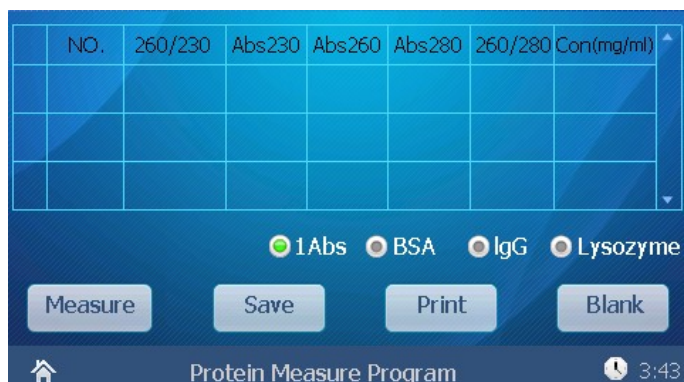 NO. 260/230 Abs230 Abs260 Abs280 260/280 Con(mg/ml)
1Abs BSA IgG Lysozyme
Measure Save Print Blank
Protein Measure Program 3:43